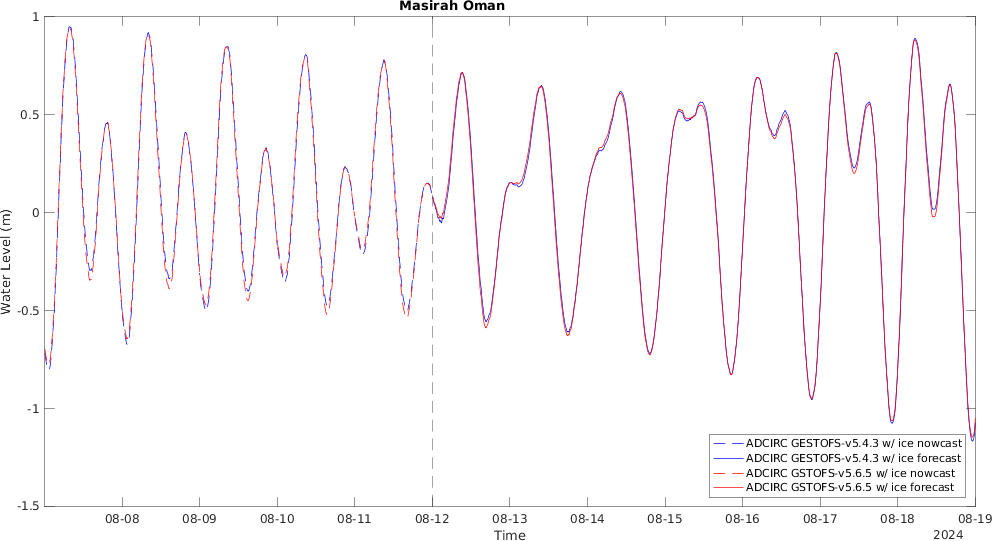 Masirah Oman
1
0.5
0
-0.5
-1
-1.5
Water Level (m)
ADCIRC GESTOFS-v5.4.3 w/ ice nowcast
ADCIRC GESTOFS-v5.4.3 w/ ice forecast
ADCIRC GSTOFS-v5.6.5 w/ ice nowcast
ADCIRC GSTOFS-v5.6.5 w/ ice forecast
08-08 08-09 08-10 08-11 08-12 08-13 08-14 08-15 08-16 08-17 08-18 08-19
Time
2024